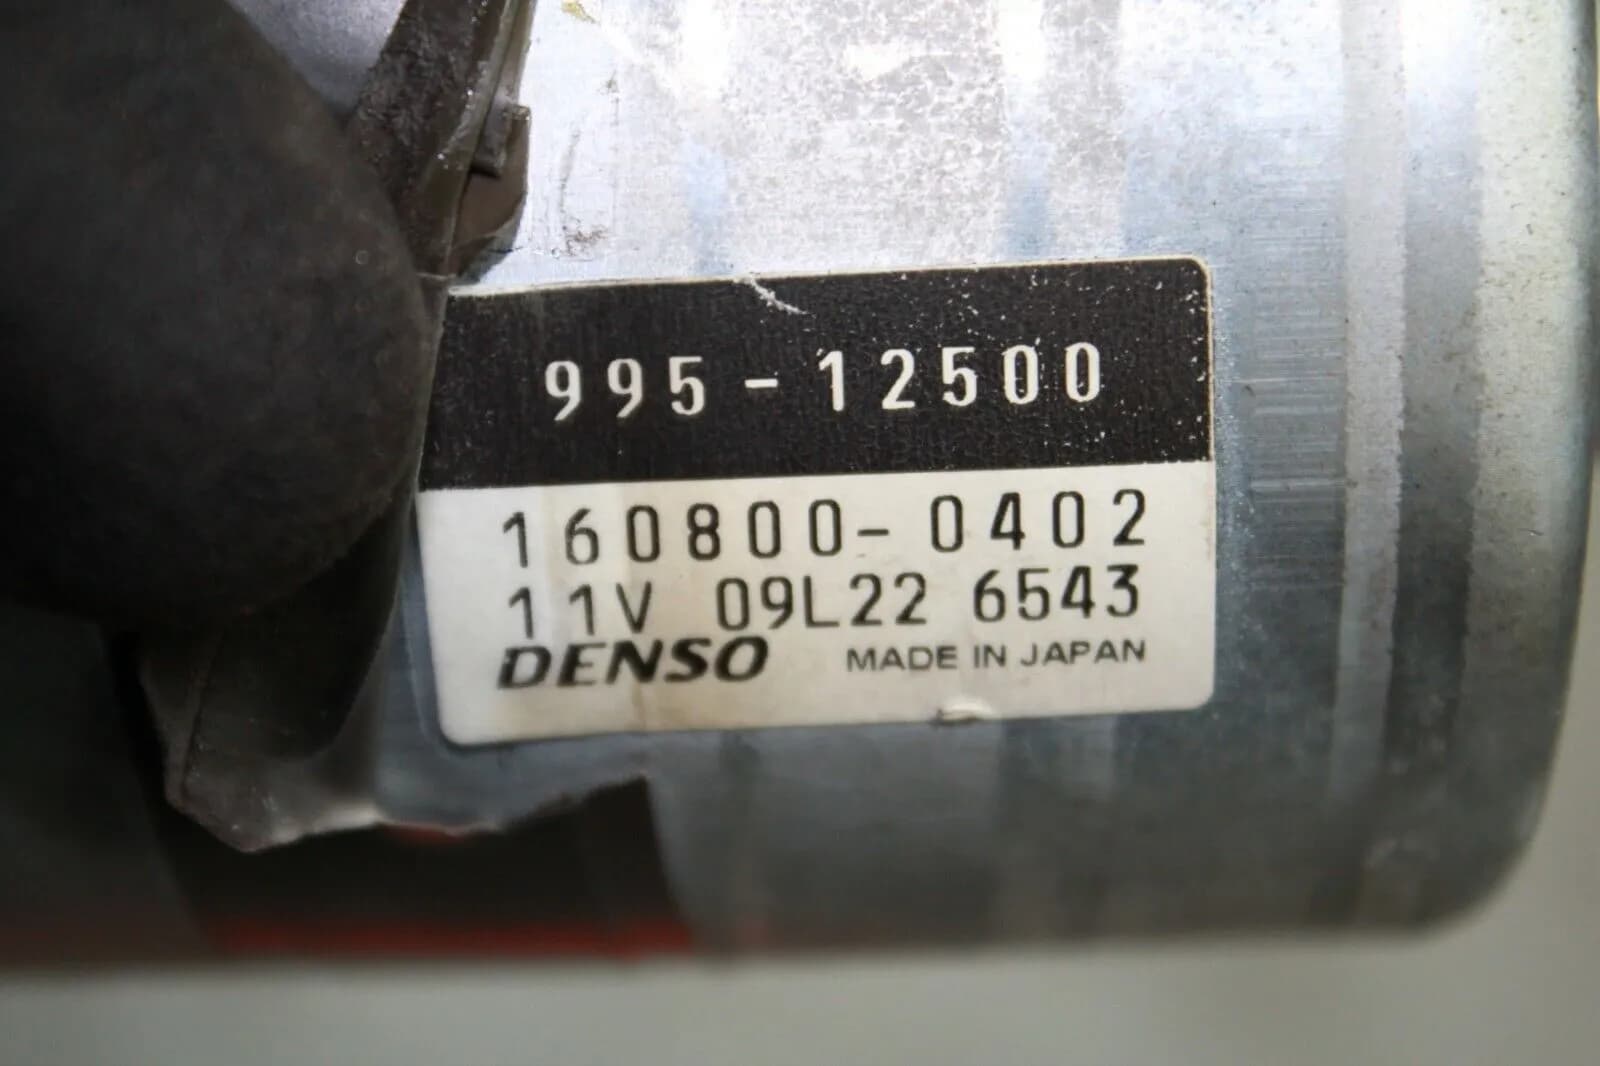 995-12500
160800-0402
11V 09L22 6543
DENSO MADE IN JAPAN